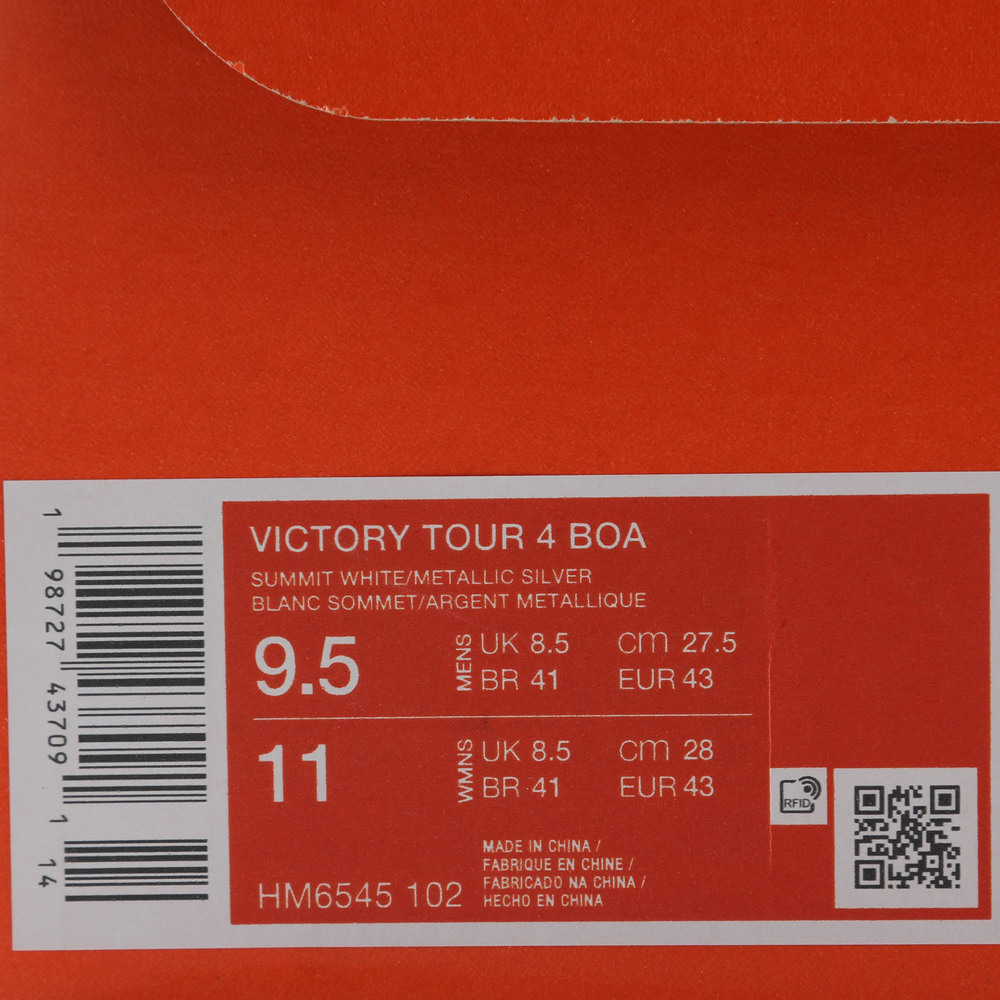 1 98727 43709 1 14
VICTORY TOUR 4 BOA
SUMMIT WHITE/METALLIC SILVER
BLANC SOMMET/ARGENT METALLIQUE
9.5 MENS UK 8.5 CM 27.5
BR 41 EUR 43
11 WMNS UK 8.5 CM 28
BR 41 EUR 43
RFID
MADE IN CHINA /
FABRIQUE EN CHINE /
FABRICADO NA CHINA /
HECHO EN CHINA
HM6545 102